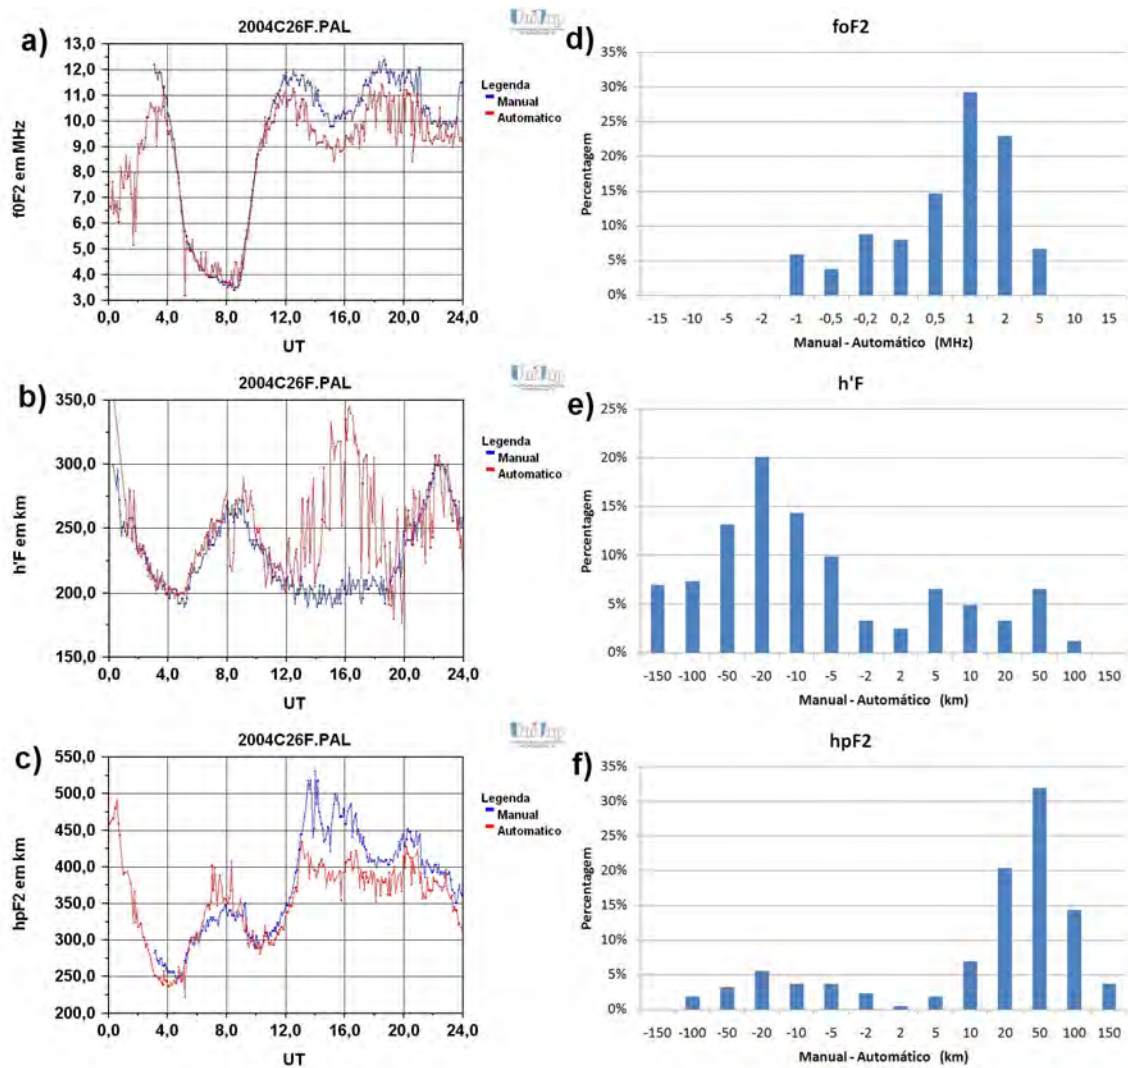 a)
2004C26F.PAL
UniVap
f0F2 em MHz
13,0
12,0
11,0
10,0
9,0
8,0
7,0
6,0
5,0
4,0
3,0
0,0 4,0 8,0 12,0 16,0 20,0 24,0
UT
Legenda
Manual
Automatico
d)
foF2
Percentagem
35%
30%
25%
20%
15%
10%
5%
0%
-15 -10 -5 -2 -1 -0,5 -0,2 0,2 0,5 1 2 5 10 15
Manual - Automático (MHz)
b)
2004C26F.PAL
UniVap
h'F em km
350,0
300,0
250,0
200,0
150,0
0,0 4,0 8,0 12,0 16,0 20,0 24,0
UT
Legenda
Manual
Automatico
e)
h'F
Percentagem
25%
20%
15%
10%
5%
0%
-150 -100 -50 -20 -10 -5 -2 2 5 10 20 50 100 150
Manual - Automático (km)
c)
2004C26F.PAL
UniVap
hpF2 em km
550,0
500,0
450,0
400,0
350,0
300,0
250,0
200,0
0,0 4,0 8,0 12,0 16,0 20,0 24,0
UT
Legenda
Manual
Automatico
f)
hpF2
Percentagem
35%
30%
25%
20%
15%
10%
5%
0%
-150 -100 -50 -20 -10 -5 -2 2 5 10 20 50 100 150
Manual - Automático (km)